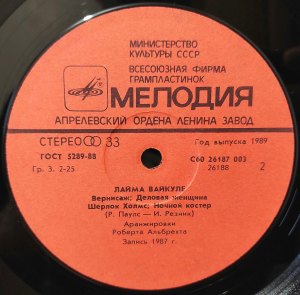 МИНИСТЕРСТВО
КУЛЬТУРЫ СССР
ВСЕСОЮЗНАЯ ФИРМА
ГРАМПЛАСТИНОК
МЕЛОДИЯ
АПРЕЛЕВСКИЙ ОРДЕНА ЛЕНИНА ЗАВОД
СТЕРЕО 33
Год выпуска 1989
ГОСТ 5289-88
С60 26187 003
Гр. 3. 2-25
26188
2
ЛАЙМА ВАЙКУЛЕ
Вернисаж; Деловая женщина
Шерлок Холмс; Ночной костер
(Р. Паулс — И. Резник)
Аранжировки
Роберта Альбрехта
Запись 1987 г.